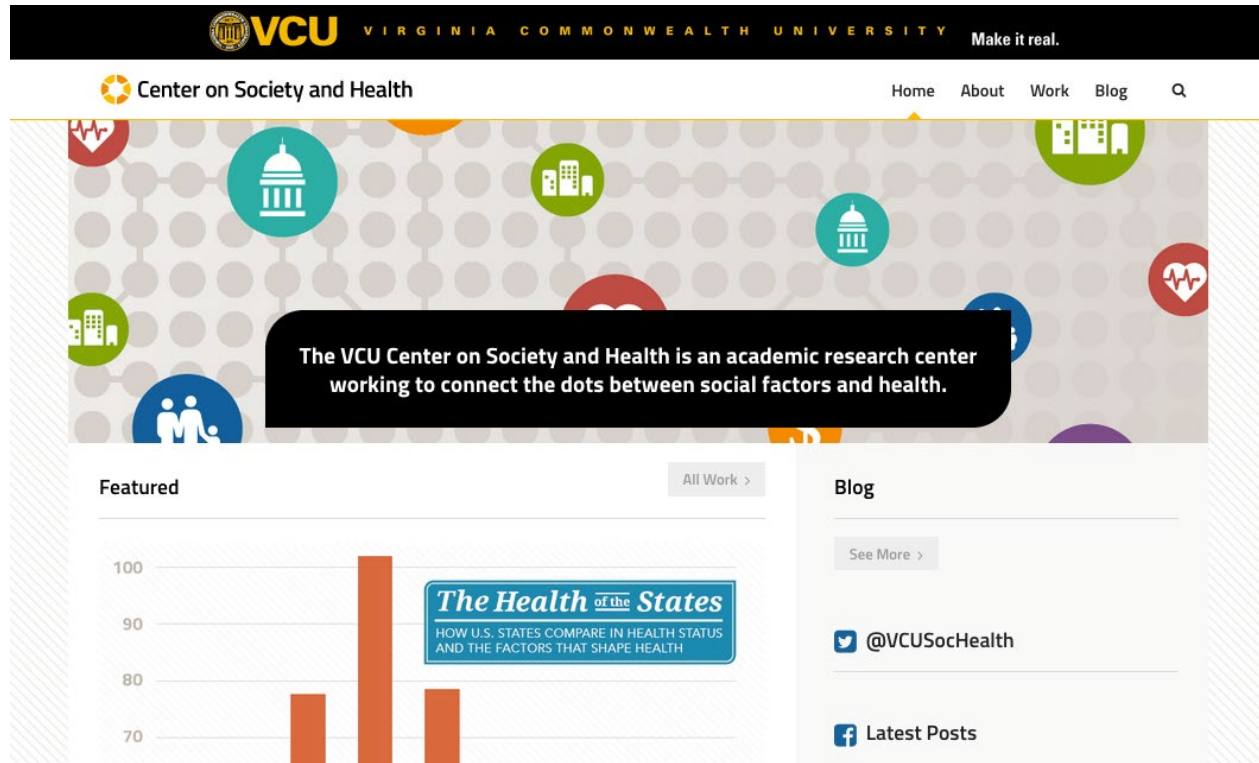 VCU VIRGINIA COMMONWEALTH UNIVERSITY Make it real.
Center on Society and Health
Home About Work Blog
The VCU Center on Society and Health is an academic research center
working to connect the dots between social factors and health.
Featured
All Work >
100
90
80
70
The Health of the States
HOW U.S. STATES COMPARE IN HEALTH STATUS
AND THE FACTORS THAT SHAPE HEALTH
Blog
See More >
@VCUSocHealth
Latest Posts